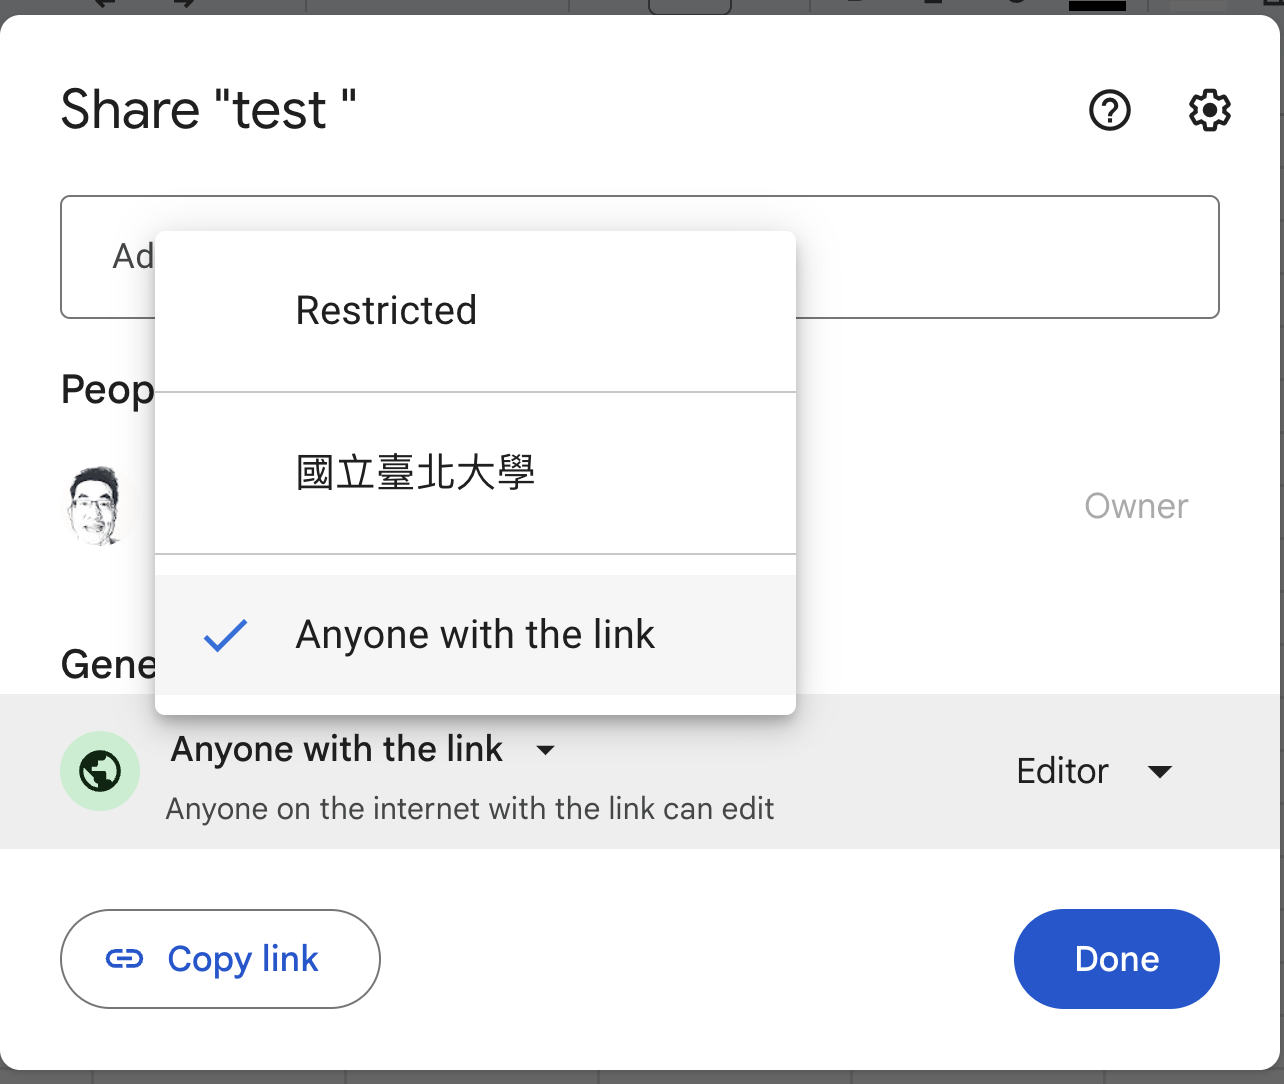 Share "test "
Ad
Restricted
Peop
國立臺北大學
Owner
Anyone with the link
Gene
Anyone with the link
Editor
Anyone on the internet with the link can edit
Copy link
Done